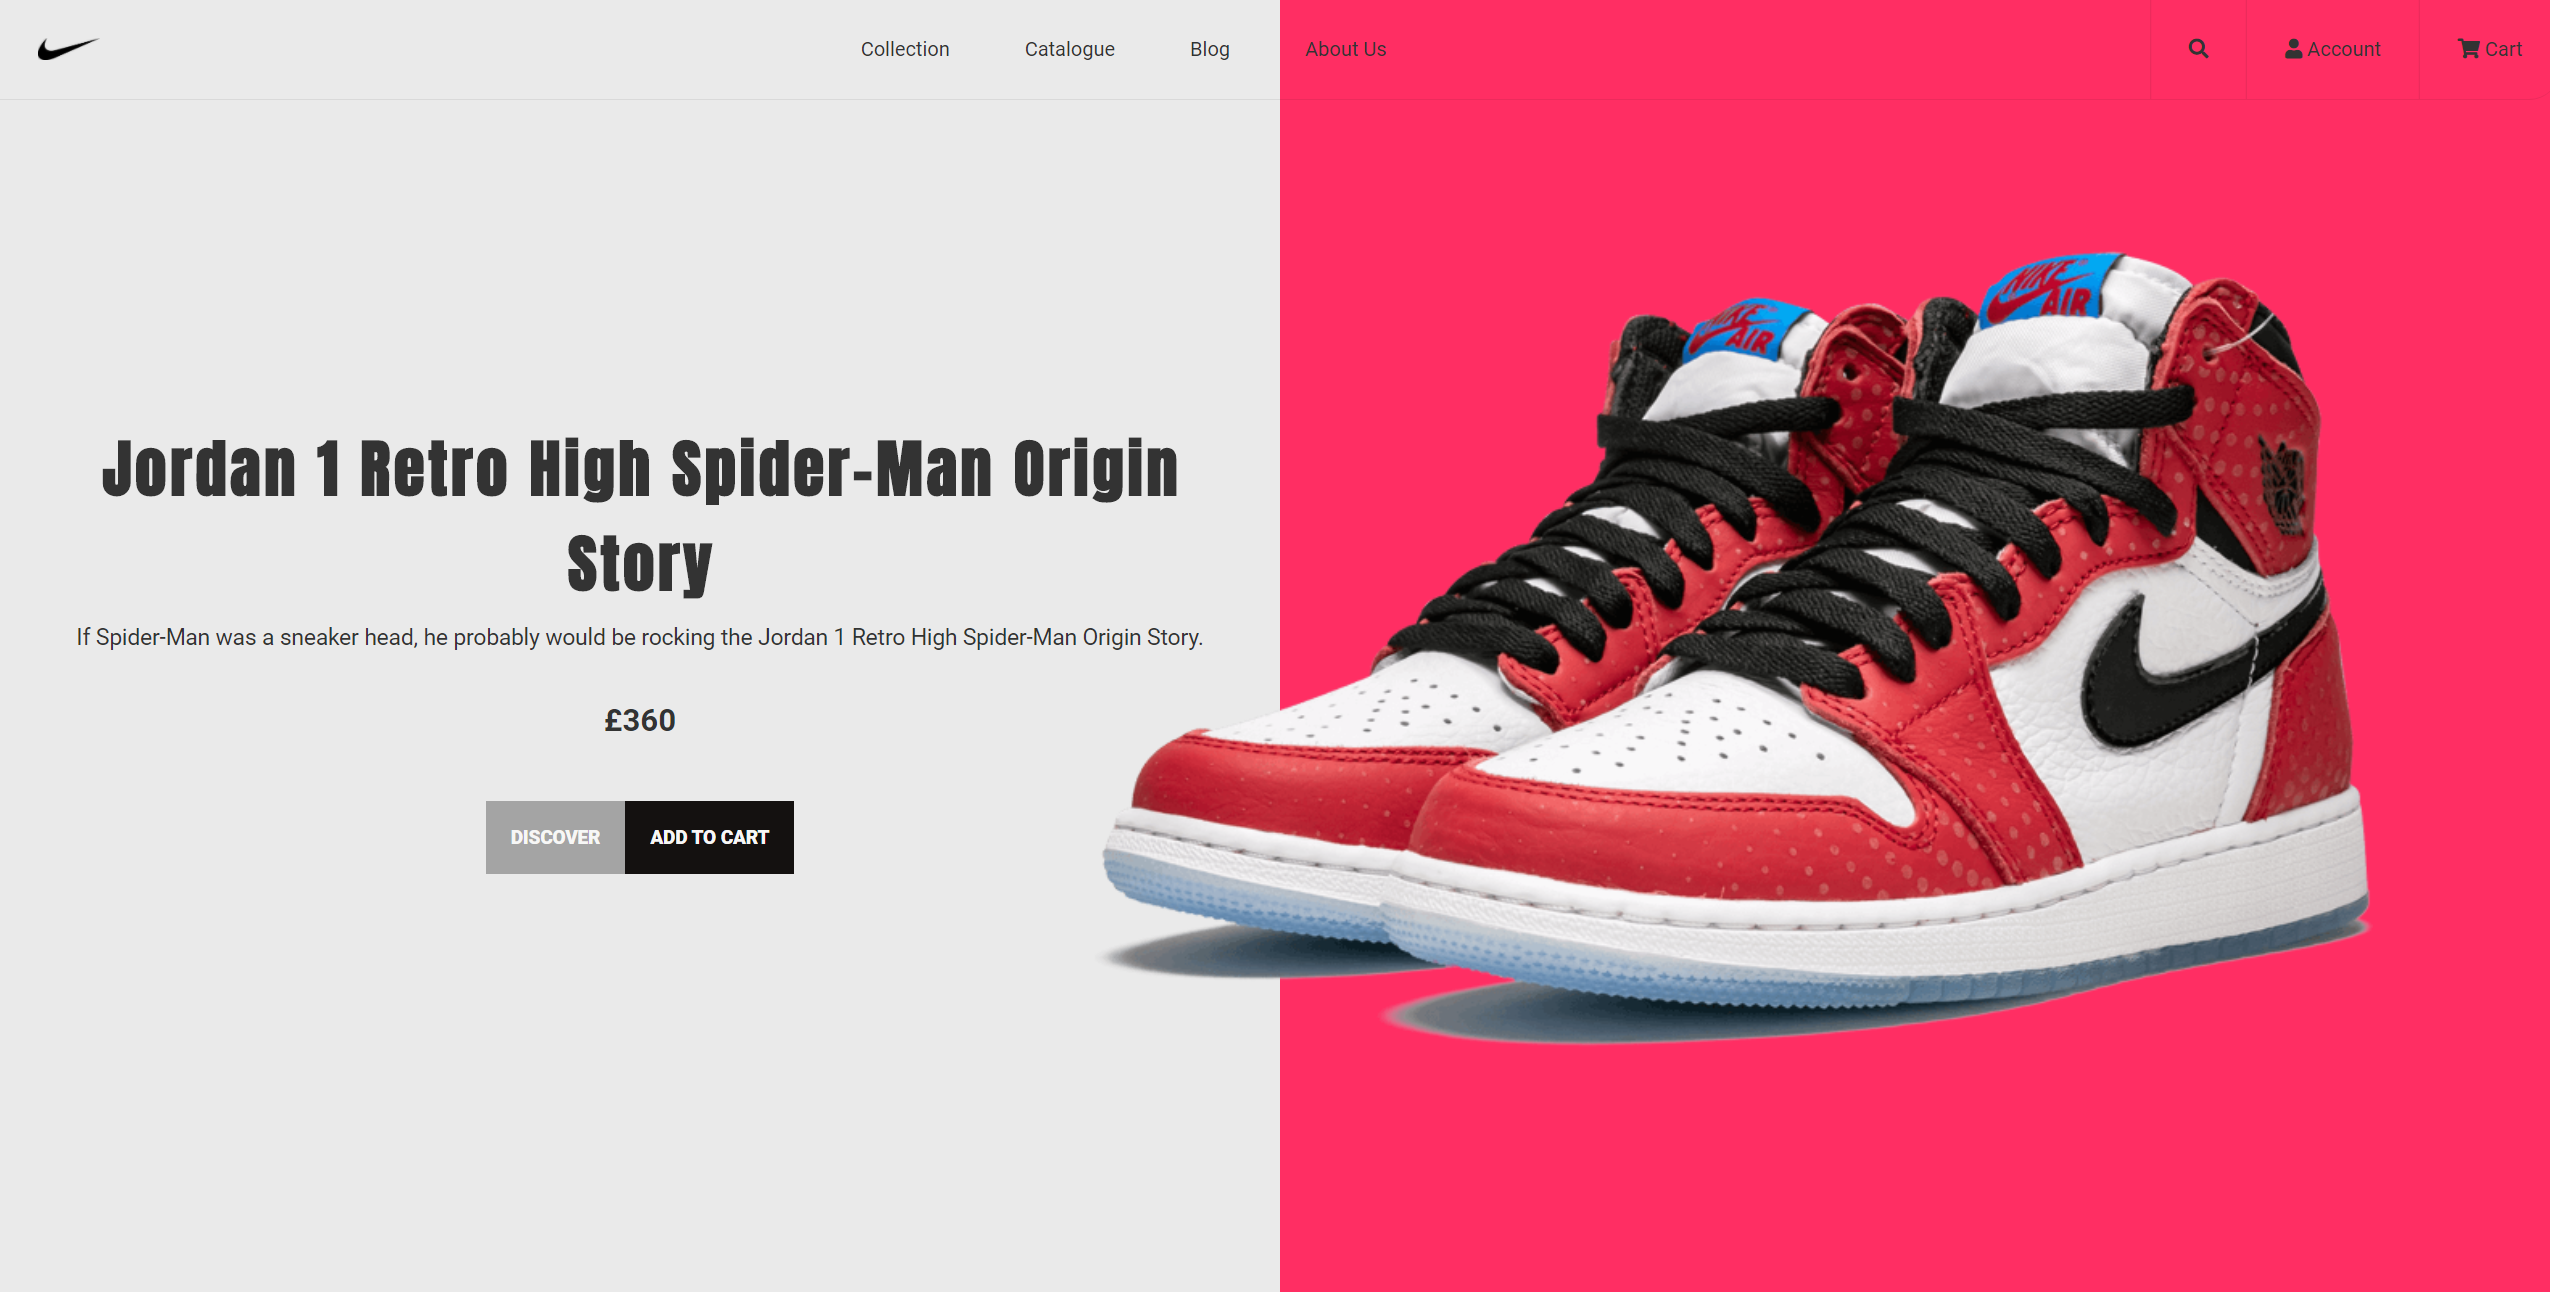 Collection Catalogue Blog About Us Account Cart
Jordan 1 Retro High Spider-Man Origin
Story
If Spider-Man was a sneaker head, he probably would be rocking the Jordan 1 Retro High Spider-Man Origin Story.
£360
DISCOVER ADD TO CART
NIKE
AIR
NIKE
AIR